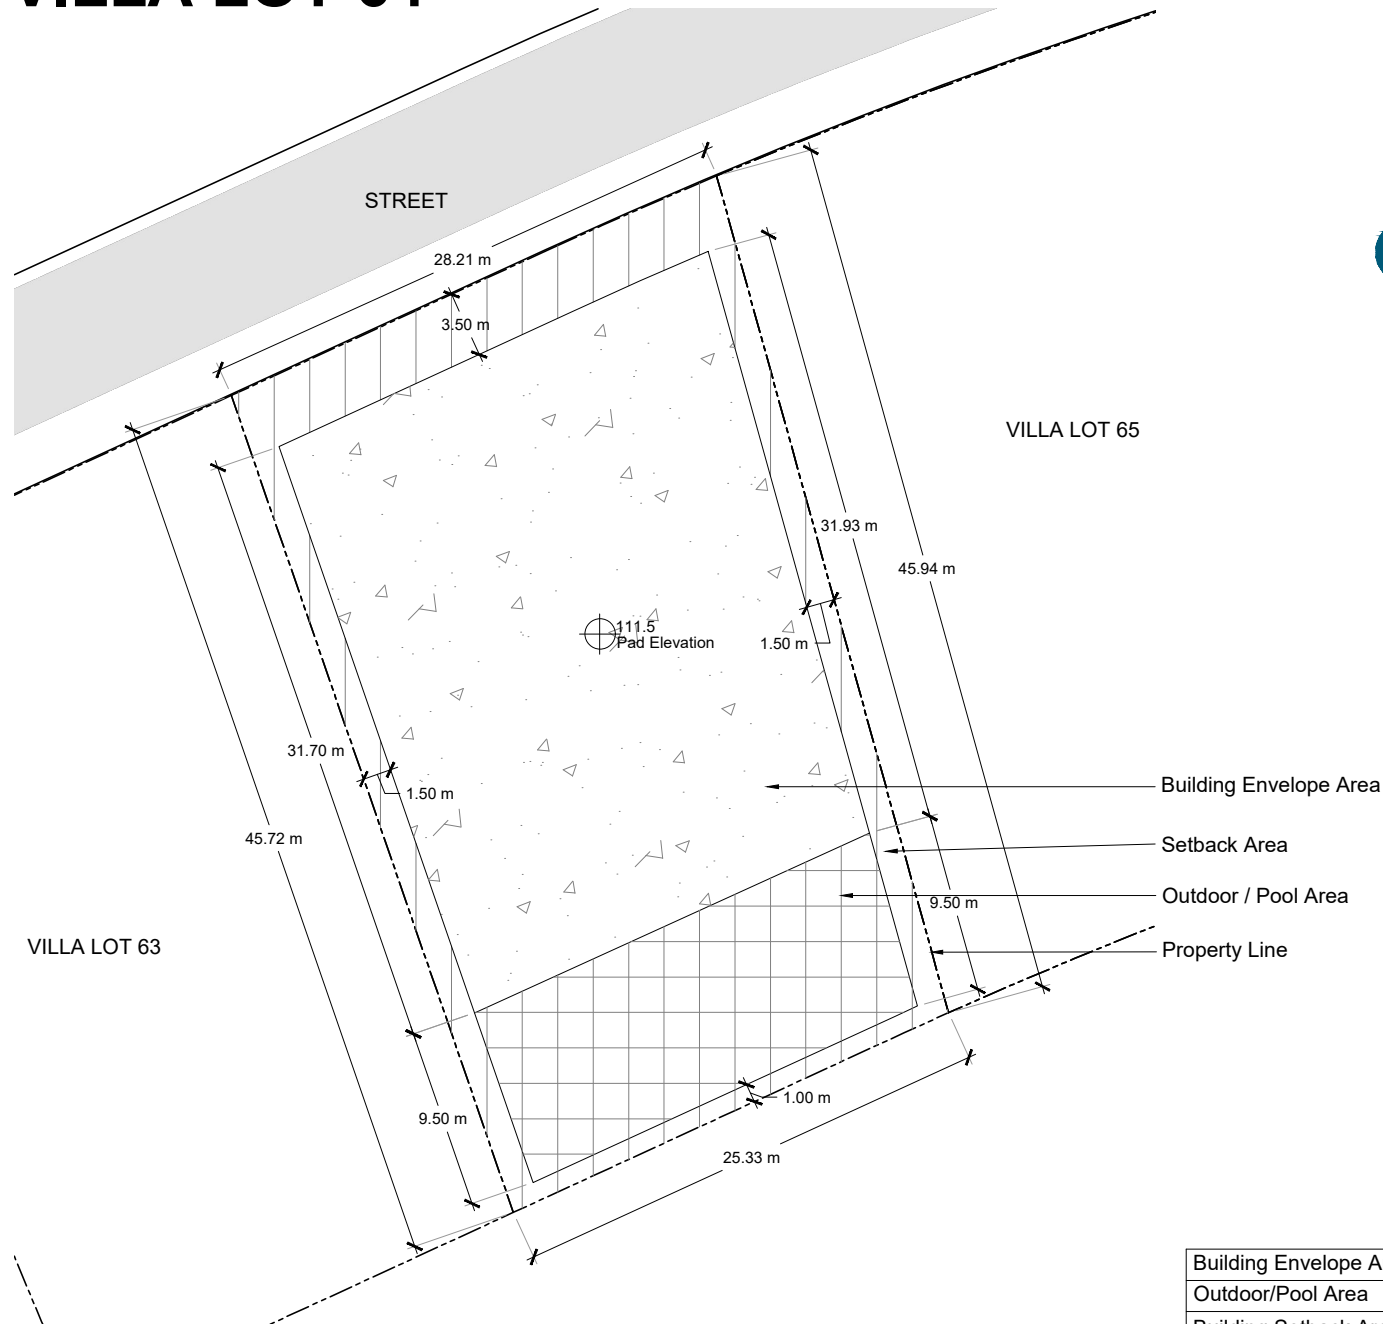 STREET
28.21 m
3.50 m
VILLA LOT 65
31.93 m
45.94 m
111.5
Pad Elevation
1.50 m
31.70 m
1.50 m
45.72 m
Building Envelope Area
Setback Area
Outdoor / Pool Area
9.50 m
VILLA LOT 63
Property Line
1.00 m
9.50 m
25.33 m
Building Envelope A
Outdoor/Pool Area